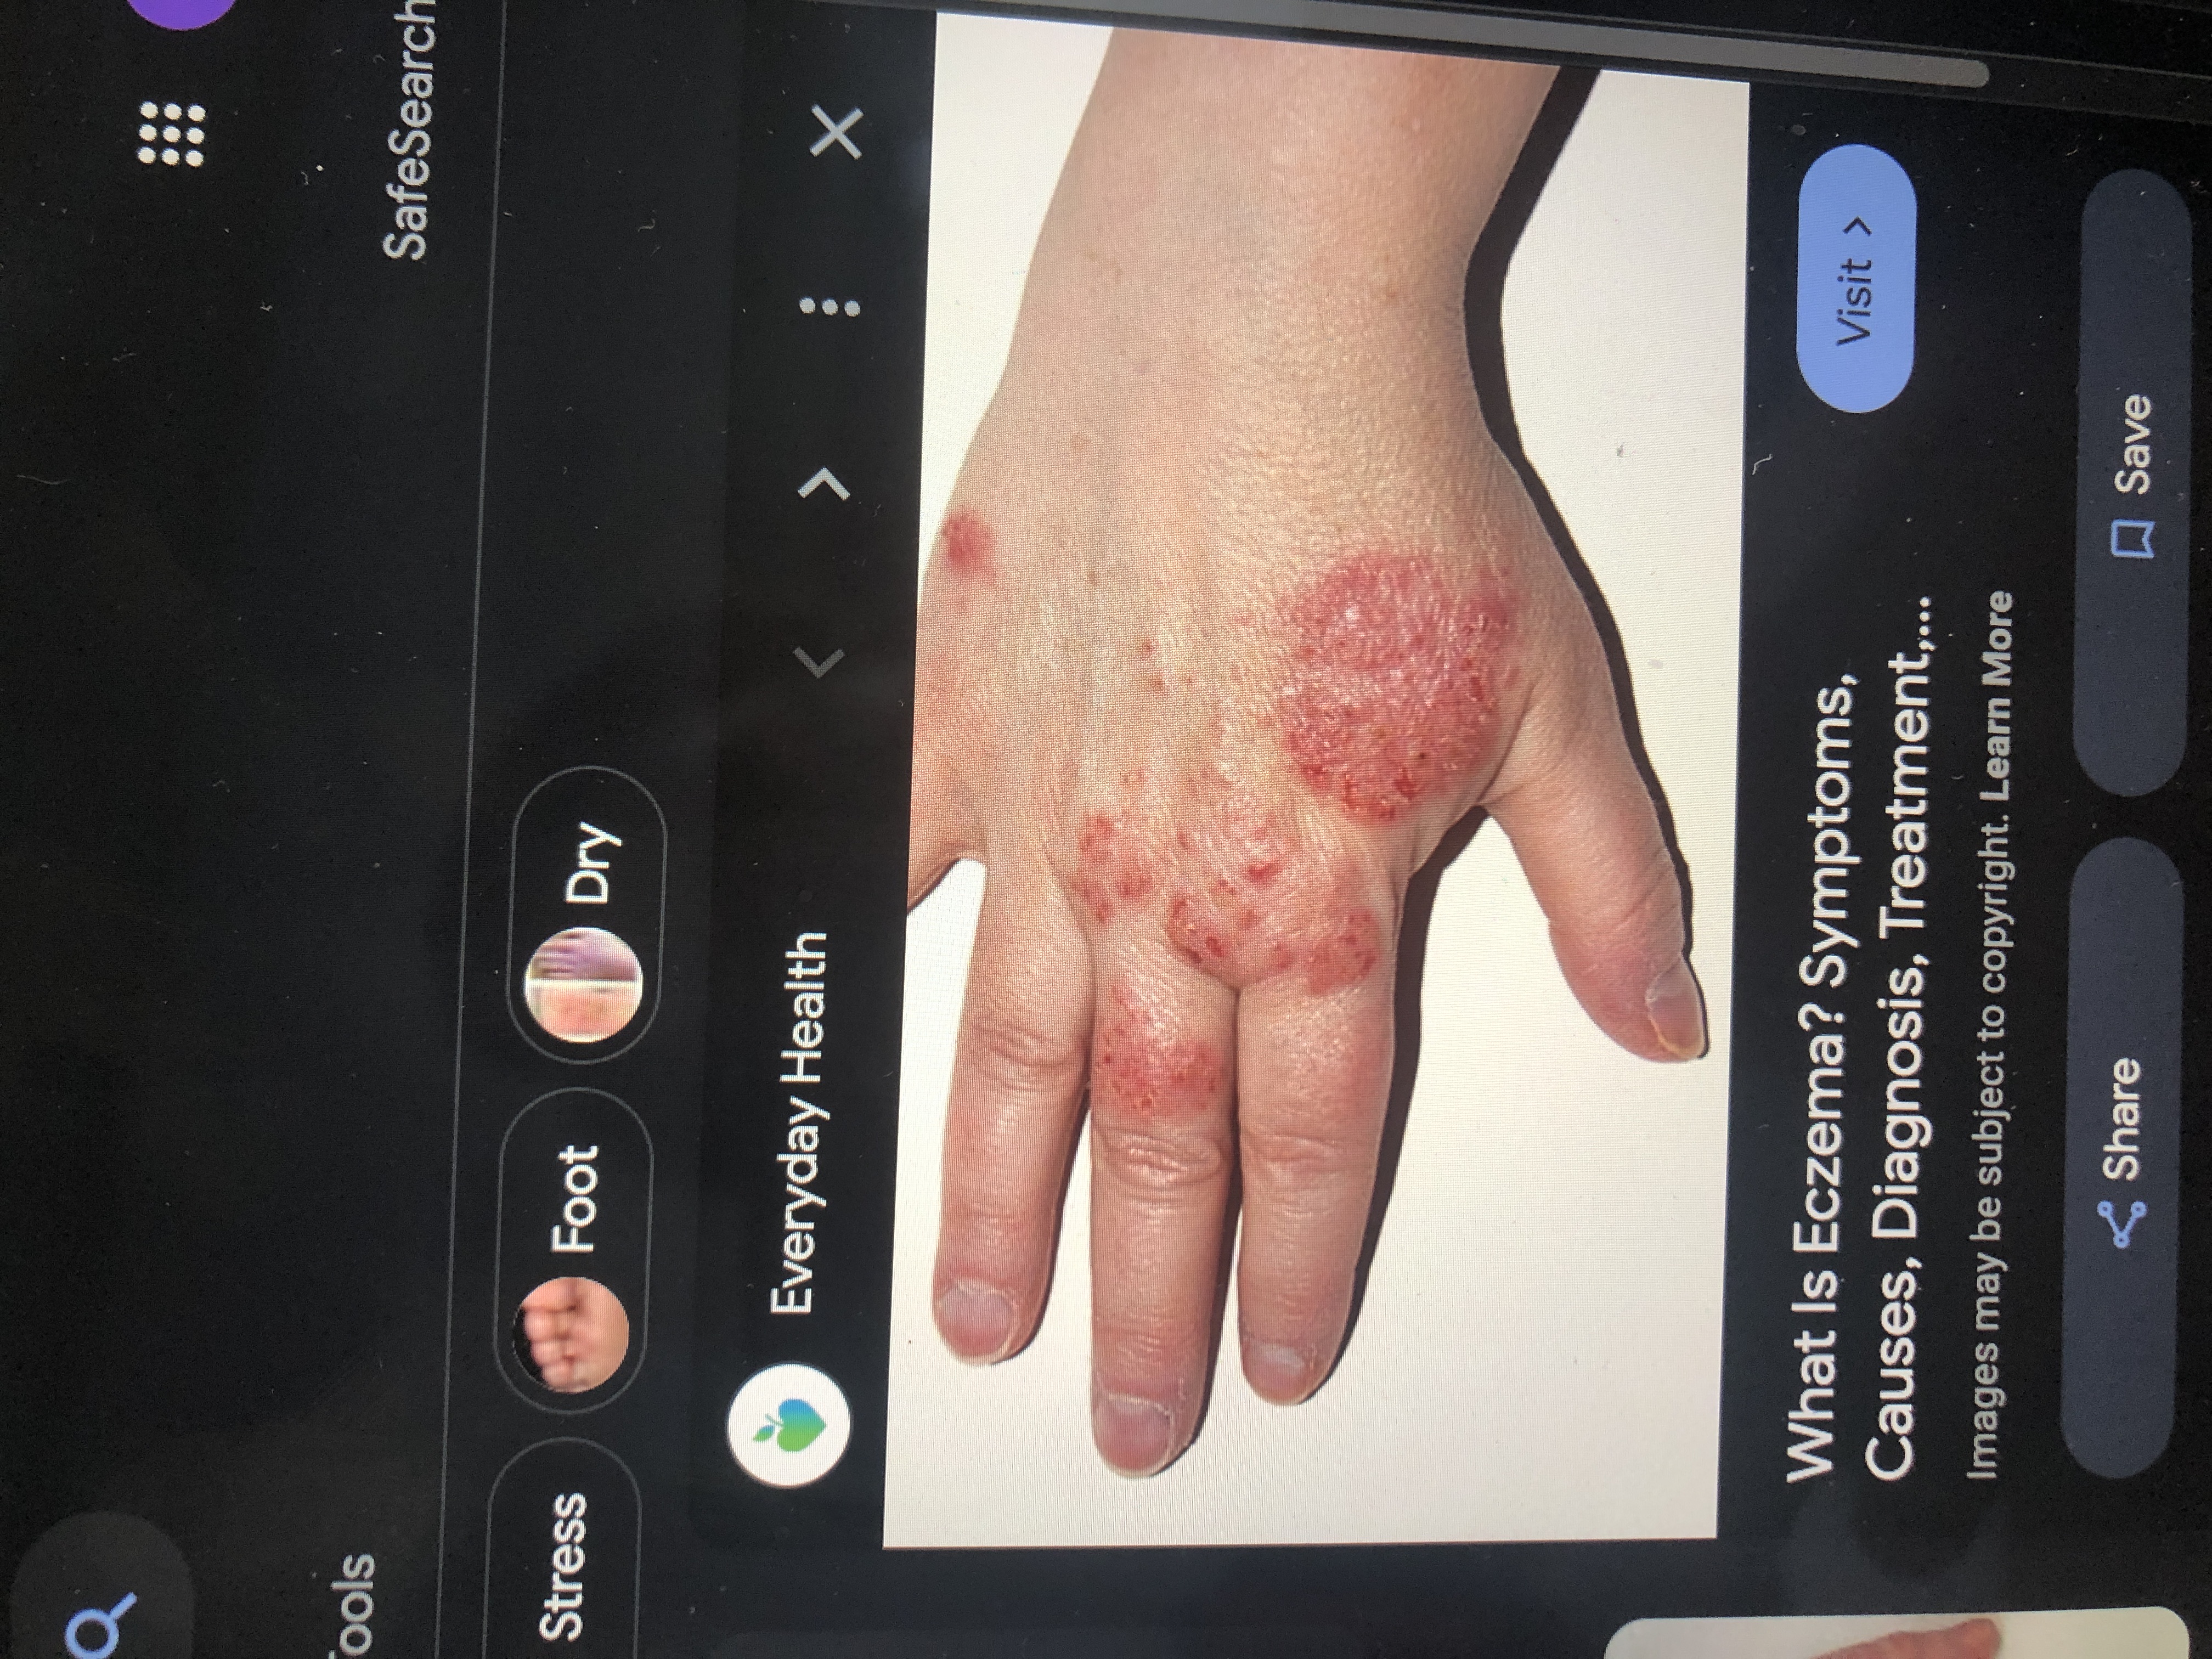 Tools
SafeSearch
Stress
Foot
Dry
Everyday Health
What Is Eczema? Symptoms,
Causes, Diagnosis, Treatment,...
Visit
Images may be subject to copyright. Learn More
Share
Save